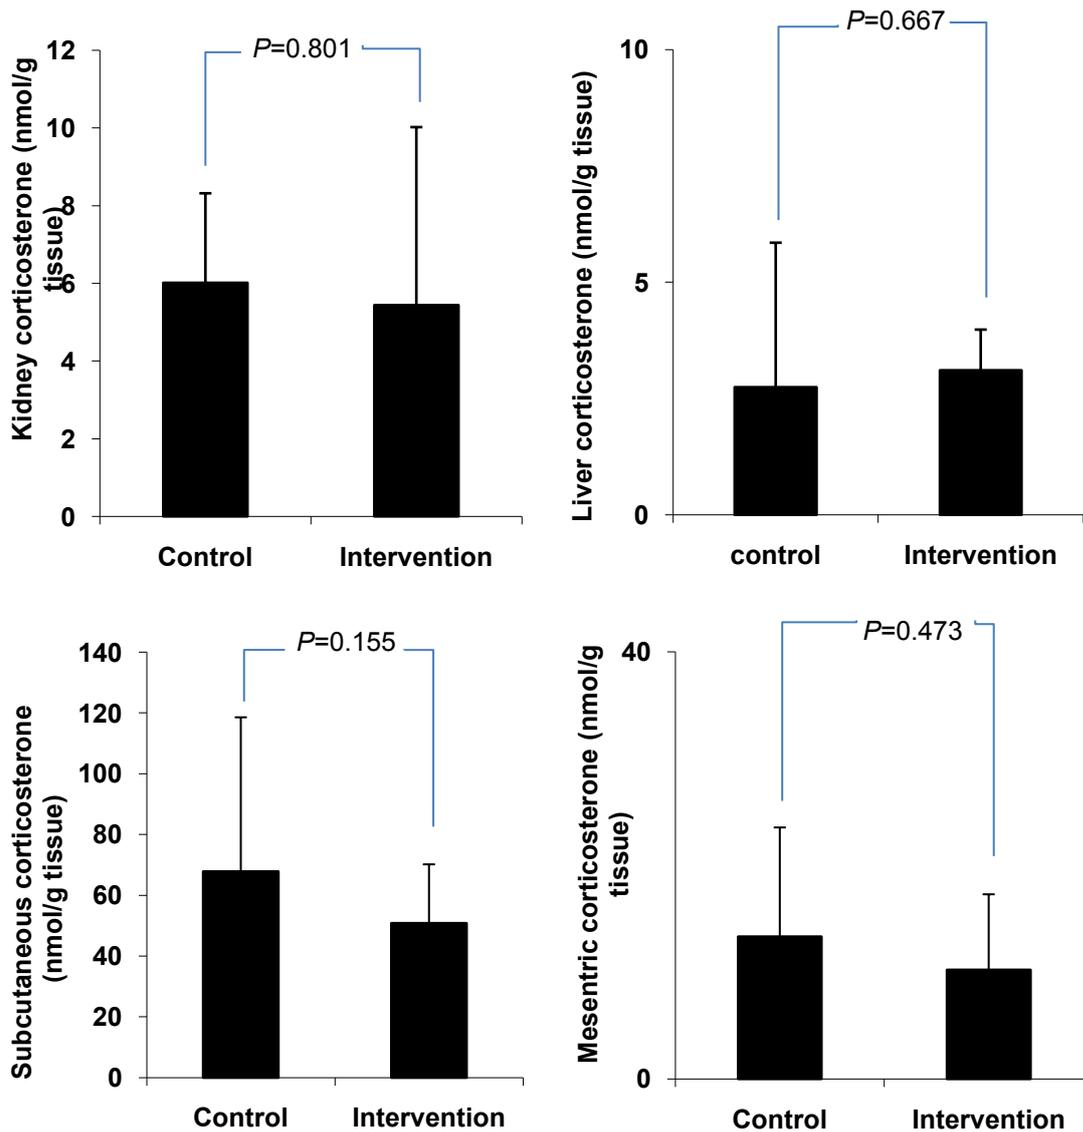 Kidney corticosterone (nmol/g
tissue)
12
10
8
6
4
2
0
P=0.801
Control Intervention
Liver corticosterone (nmol/g tissue)
10
5
0
P=0.667
control Intervention
Subcutaneous corticosterone
(nmol/g tissue)
140
120
100
80
60
40
20
0
P=0.155
Control Intervention
Mesentric corticosterone (nmol/g
tissue)
40
0
P=0.473
Control Intervention